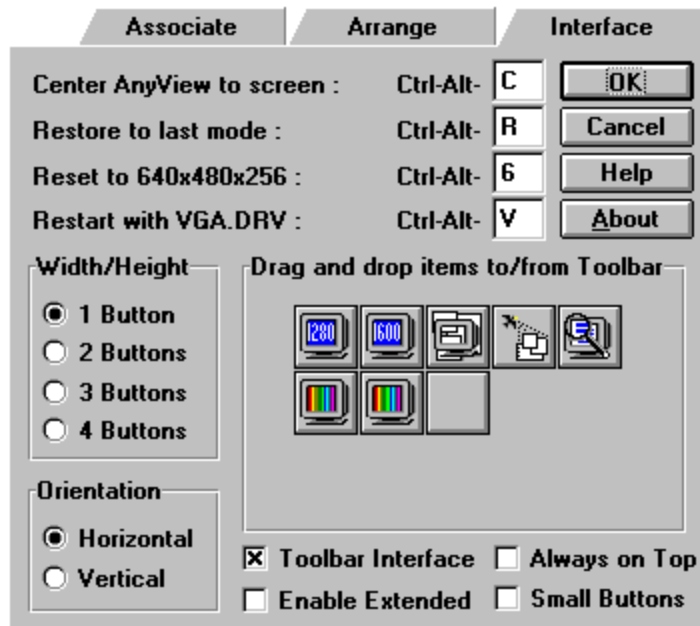 Associate Arrange Interface
Center AnyView to screen : Ctrl-Alt- C OK
Restore to last mode : Ctrl-Alt- R Cancel
Reset to 640x480x256 : Ctrl-Alt- 6 Help
Restart with VGA.DRV : Ctrl-Alt- V About
Width/Height
1 Button
2 Buttons
3 Buttons
4 Buttons
Drag and drop items to/from Toolbar
1280 1600
Orientation
Horizontal
Vertical
Toolbar Interface Always on Top
Enable Extended Small Buttons